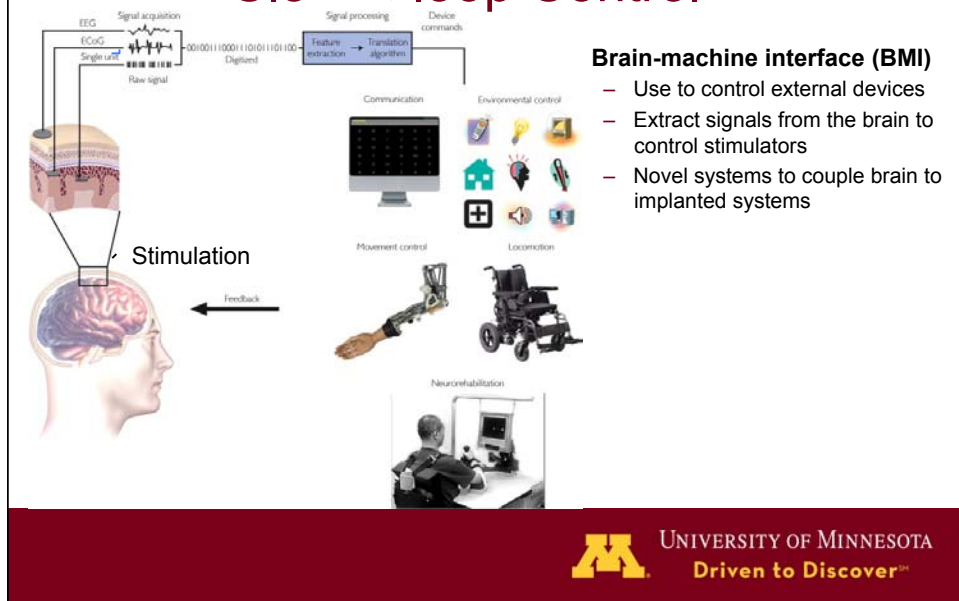 loop Control
EEG
Signal acquisition
Signal processing
Device
commands
ECoG
Single unit
Raw signal
0010011100011101011101100
Digitized
Feature
extraction
Translation
algorithm
Communication
Environmental control
Stimulation
Movement control
Locomotion
Feedback
Neurorehabilitation
Brain-machine interface (BMI)
– Use to control external devices
– Extract signals from the brain to
control stimulators
– Novel systems to couple brain to
implanted systems
M
UNIVERSITY OF MINNESOTA
Driven to Discover℠